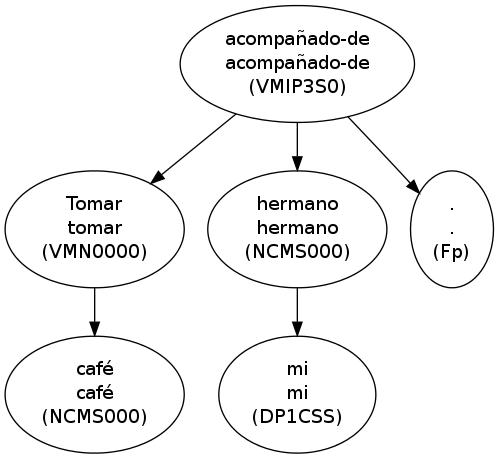 acompañado-de
acompañado-de
(VMIP3S0)
Tomar
tomar
(VMN0000)
hermano
hermano
(NCMS000)
.
.
(Fp)
café
café
(NCMS000)
mi
mi
(DP1CSS)